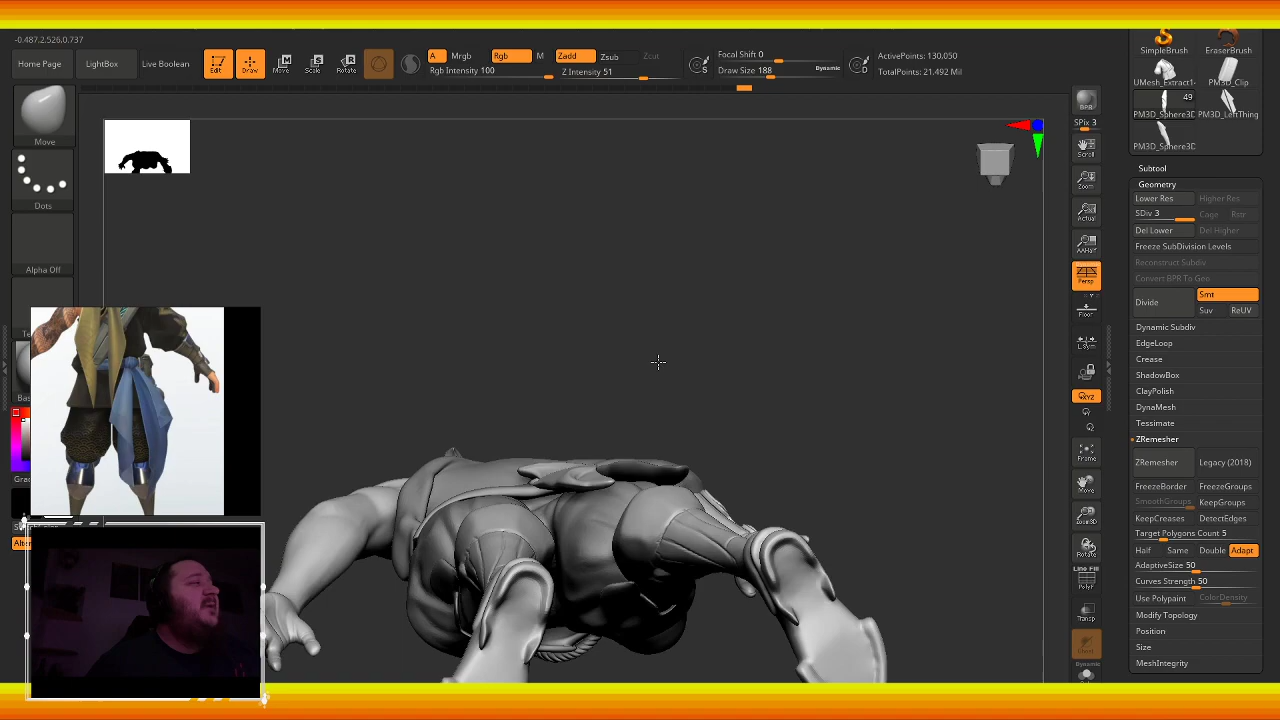 -0.487,2.526,0.737
Home Page
LightBox
Live Boolean
Edit
Draw
Move
Scale
Rotate
A
Mrgb
Rgb
M
Rgb Intensity 100
Zadd
Zsub
Zcut
Z Intensity 51
S
Focal Shift 0
Draw Size 188
Dynamic
D
ActivePoints: 130,050
TotalPoints: 21.492 Mil
Move
Dots
Alpha Off
BPR
SPix 3
Scroll
Zoom
Actual
AAHalf
Persp
Floor
L.Sym
XYZ
Frame
Move
Zoom3D
Rotate
Line Fill
PolyF
Transp
Dynamic
SimpleBrush
EraserBrush
UMesh_Extract1
PM3D_Clip
49
PM3D_Sphere3D
PM3D_LeftThing
PM3D_Sphere3D
Subtool
Geometry
Lower Res
Higher Res
SDiv 3
Cage
Rstr
Del Lower
Del Higher
Freeze SubDivision Levels
Reconstruct Subdiv
Convert BPR To Geo
Divide
Smt
Suv
ReUV
Dynamic Subdiv
EdgeLoop
Crease
ShadowBox
ClayPolish
DynaMesh
Tessimate
ZRemesher
ZRemesher
Legacy (2018)
FreezeBorder
FreezeGroups
SmoothGroups
KeepGroups
KeepCreases
DetectEdges
Target Polygons Count 5
Half
Same
Double
Adapt
AdaptiveSize 50
Curves Strength 50
Use Polypaint
ColorDensity
Modify Topology
Position
Size
MeshIntegrity